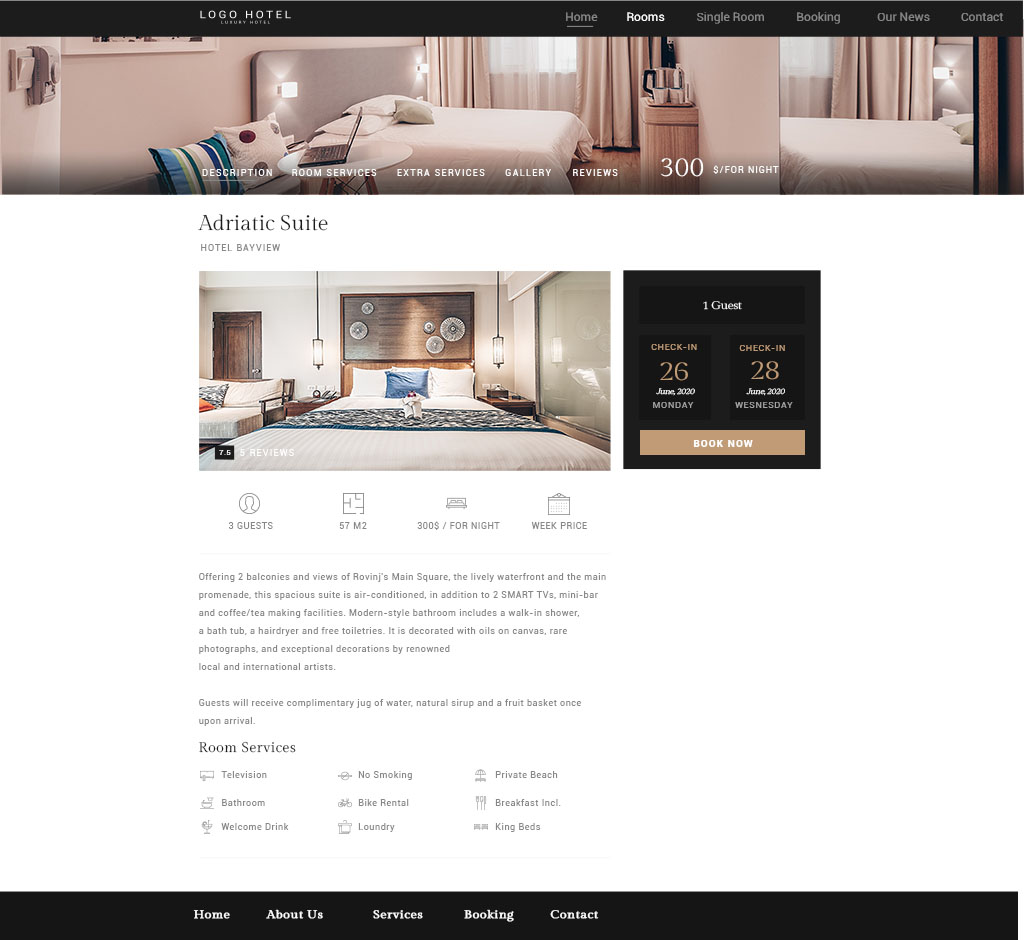 LOGO HOTEL
LUXURY HOTEL
Home Rooms Single Room Booking Our News Contact
DESCRIPTION ROOM SERVICES EXTRA SERVICES GALLERY REVIEWS 300 $/FOR NIGHT
Adriatic Suite
HOTEL BAYVIEW
7.5 5 REVIEWS
1 Guest
CHECK-IN CHECK-IN
26 28
June, 2020 June, 2020
MONDAY WESNESDAY
BOOK NOW
3 GUESTS 57 M2 300$ / FOR NIGHT WEEK PRICE
Offering 2 balconies and views of Rovinj's Main Square, the lively waterfront and the main
promenade, this spacious suite is air-conditioned, in addition to 2 SMART TVs, mini-bar
and coffee/tea making facilities. Modern-style bathroom includes a walk-in shower,
a bath tub, a hairdryer and free toiletries. It is decorated with oils on canvas, rare
photographs, and exceptional decorations by renowned
local and international artists.
Guests will receive complimentary jug of water, natural sirup and a fruit basket once
upon arrival.
Room Services
Television No Smoking Private Beach
Bathroom Bike Rental Breakfast Incl.
Welcome Drink Loundry King Beds
Home About Us Services Booking Contact